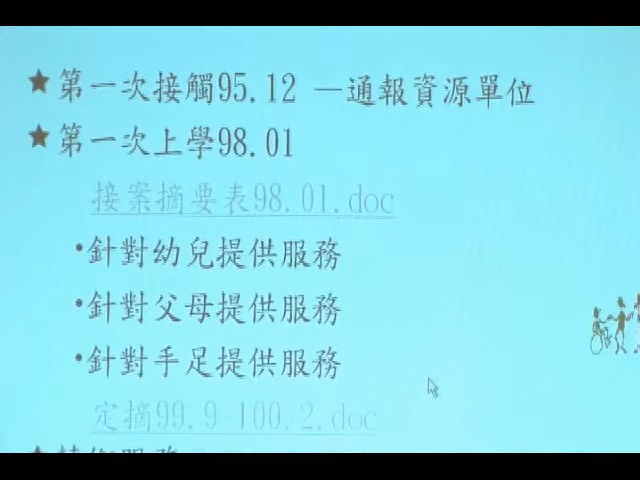 ★第一次接觸95.12 —通報資源單位
★第一次上學98.01
接案摘要表98.01.doc
•針對幼兒提供服務
•針對父母提供服務
•針對手足提供服務
定摘99.9-100.2.doc